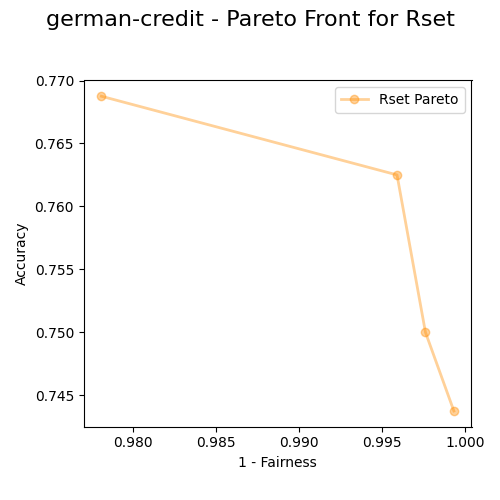 german-credit - Pareto Front for Rset
Rset Pareto
Accuracy
0.770
0.765
0.760
0.755
0.750
0.745
0.980
0.985
0.990
0.995
1.000
1 - Fairness